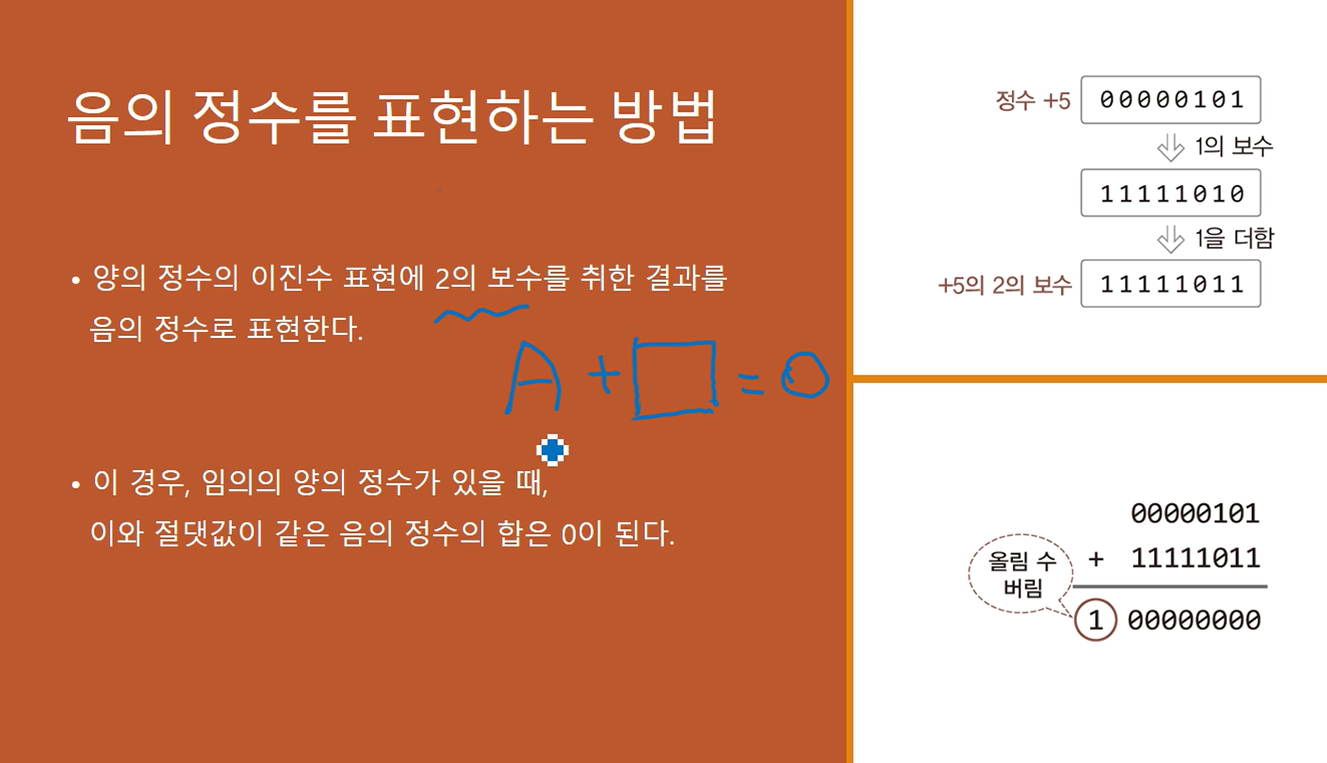 음의 정수를 표현하는 방법
• 양의 정수의 이진수 표현에 2의 보수를 취한 결과를
음의 정수로 표현한다.
A + □ = 0
• 이 경우, 임의의 양의 정수가 있을 때,
이와 절댓값이 같은 음의 정수의 합은 0이 된다.
정수 +5 00000101
1의 보수
11111010
1을 더함
+5의 2의 보수 11111011
00000101
+ 11111011
올림 수
버림
1 00000000